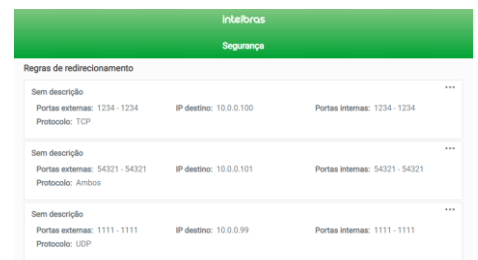 intelbras
Segurança
Regras de redirecionamento
Sem descrição
Portas externas: 1234 - 1234 IP destino: 10.0.0.100 Portas internas: 1234 - 1234
Protocolo: TCP
Sem descrição
Portas externas: 54321 - 54321 IP destino: 10.0.0.101 Portas internas: 54321 - 54321
Protocolo: Ambos
Sem descrição
Portas externas: 1111 - 1111 IP destino: 10.0.0.99 Portas internas: 1111 - 1111
Protocolo: UDP